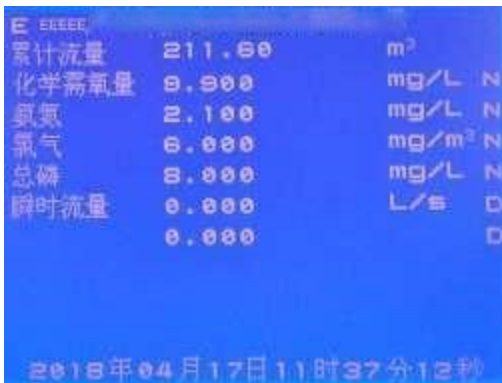 E EEEEE
累计流量 211.60 m³
化学需氧量 9.900 mg/L N
氨氮 2.100 mg/L N
氯气 6.000 mg/m³ N
总磷 8.000 mg/L N
瞬时流量 0.000 L/s D
0.000 D
2018年04月17日11时37分12秒